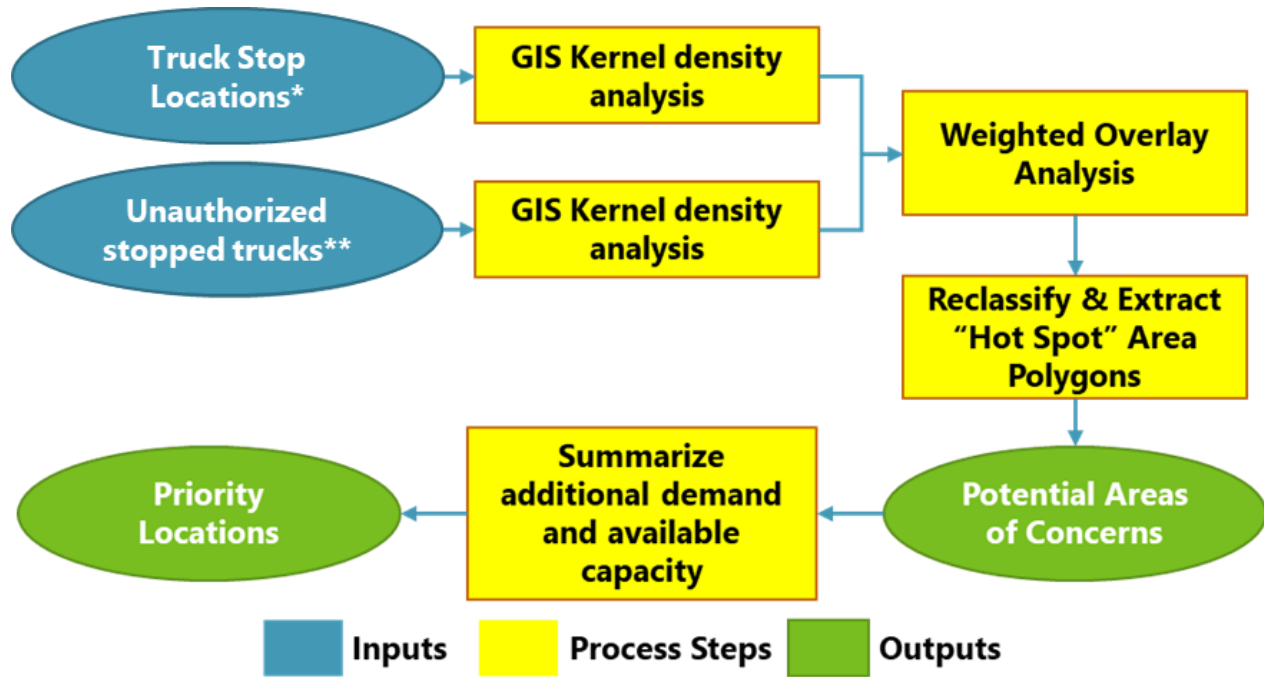 Truck Stop
Locations*
GIS Kernel density
analysis
Unauthorized
stopped trucks**
GIS Kernel density
analysis
Weighted Overlay
Analysis
Reclassify & Extract
“Hot Spot” Area
Polygons
Potential Areas
of Concerns
Summarize
additional demand
and available
capacity
Priority
Locations
Inputs
Process Steps
Outputs